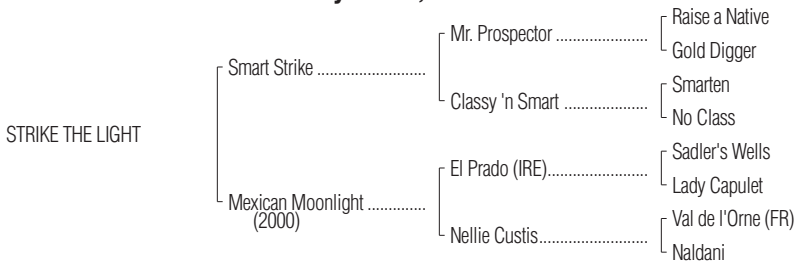 Raise a Native
Mr. Prospector ......................
Gold Digger
Smart Strike .........................
Smarten
Classy 'n Smart ....................
No Class
STRIKE THE LIGHT
Sadler's Wells
El Prado (IRE).......................
Lady Capulet
Mexican Moonlight ..............
(2000)
Val de l'Orne (FR)
Nellie Custis.........................
Naldani